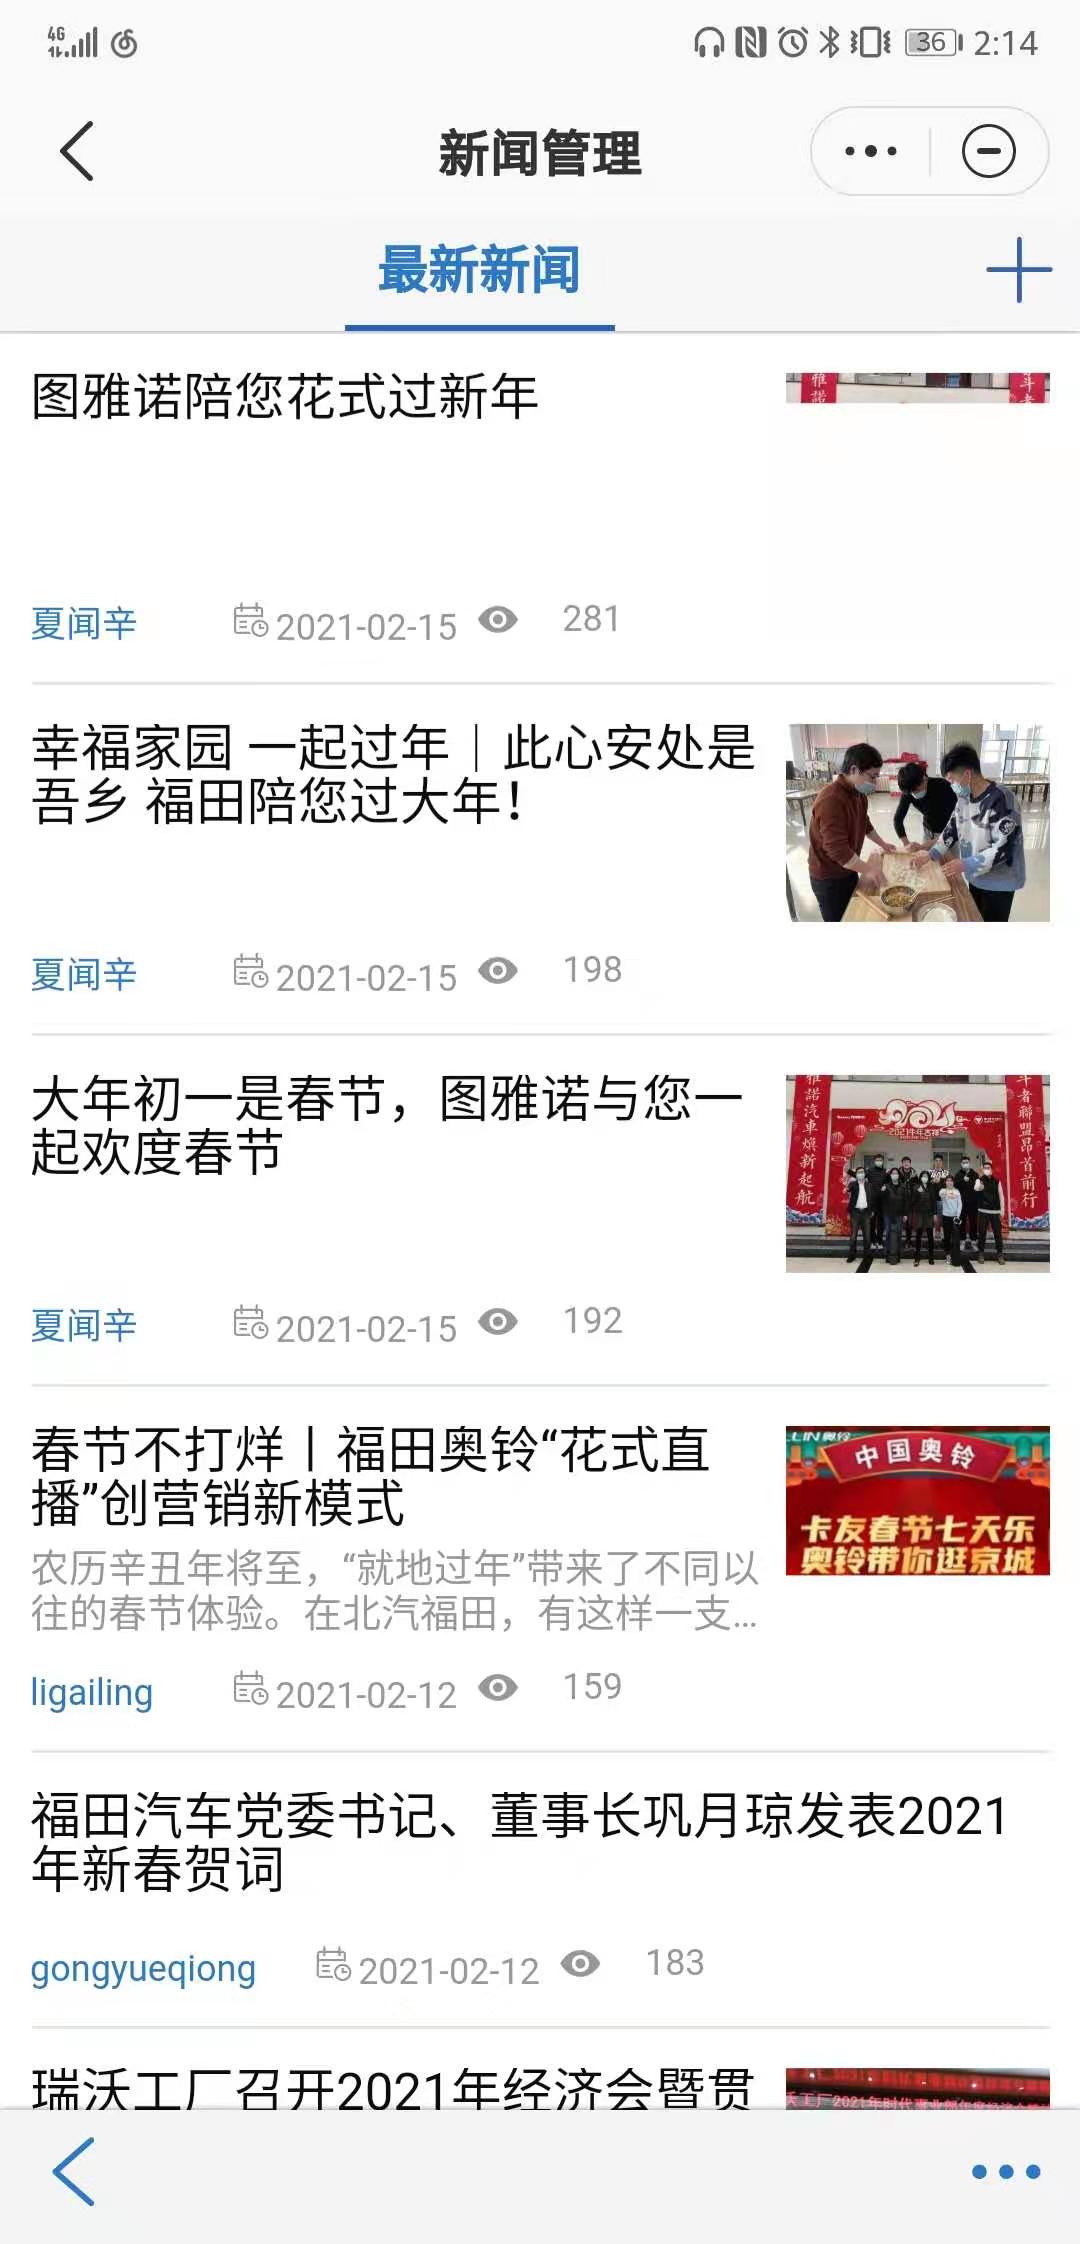 4G
36
2:14
新闻管理
最新新闻
图雅诺陪您花式过新年
夏闻辛
2021-02-15
281
幸福家园 一起过年｜此心安处是
吾乡 福田陪您过大年！
夏闻辛
2021-02-15
198
大年初一是春节，图雅诺与您一
起欢度春节
雅諾汽車煥新起航
2021牛年吉祥
斗者聯盟昂首前行
夏闻辛
2021-02-15
192
春节不打烊丨福田奥铃“花式直
播”创营销新模式
农历辛丑年将至，“就地过年”带来了不同以
往的春节体验。在北汽福田，有这样一支...
LIN奥铃
中国奥铃
卡友春节七天乐
奥铃带你逛京城
ligailing
2021-02-12
159
福田汽车党委书记、董事长巩月琼发表2021
年新春贺词
gongyueqiong
2021-02-12
183
瑞沃工厂召开2021年经济会暨贯